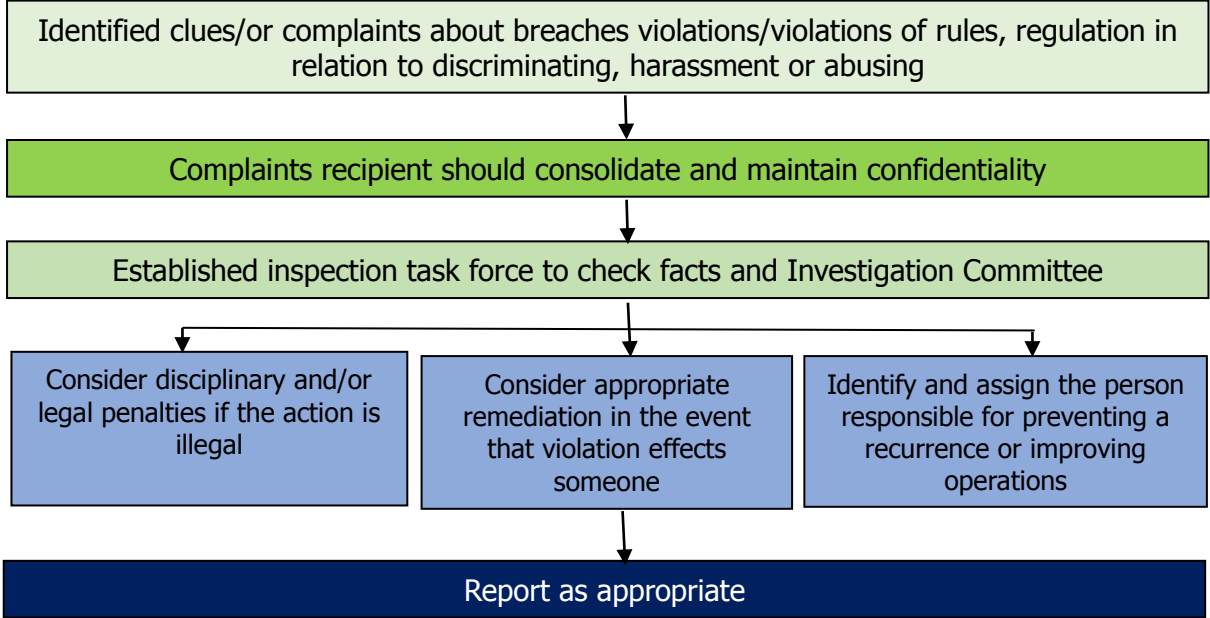 Identified clues/or complaints about breaches violations/violations of rules, regulation in
relation to discriminating, harassment or abusing
Complaints recipient should consolidate and maintain confidentiality
Established inspection task force to check facts and Investigation Committee
Consider disciplinary and/or
legal penalties if the action is
illegal
Consider appropriate
remediation in the event
that violation effects
someone
Identify and assign the person
responsible for preventing a
recurrence or improving
operations
Report as appropriate